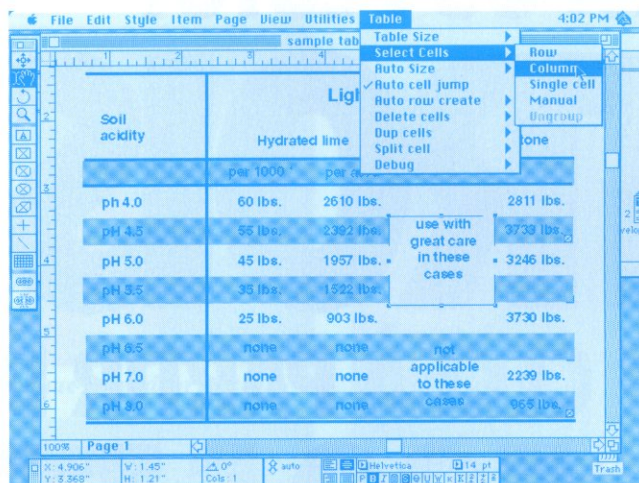 File Edit Style Item Page View Utilities Table 4:02 PM
sample tab
Table Size
Select Cells
Auto Size
✓Auto cell jump
Auto row create
Delete cells
Dup cells
Split cell
Debug
Row
Column
Single cell
Manual
Ungroup
Ligh
Soil
acidity
Hydrated lime
tone
per 1000 per a
ph 4.0 60 lbs. 2610 lbs. 2811 lbs.
pH 4.5 55 lbs. 2392 lbs. 3733 lbs.
use with
great care
in these
cases
pH 5.0 45 lbs. 1957 lbs. 3246 lbs.
pH 5.5 35 lbs. 1522 lbs.
pH 6.0 25 lbs. 903 lbs. 3730 lbs.
pH 6.5 none none
not
applicable
to these
cases
pH 7.0 none none 2239 lbs.
pH 8.0 none none 965 lbs.
100% Page 1
X: 4.906" W: 1.45" 0° auto Helvetica 14 pt
Y: 3.368" H: 1.21" Cols: 1
Trash